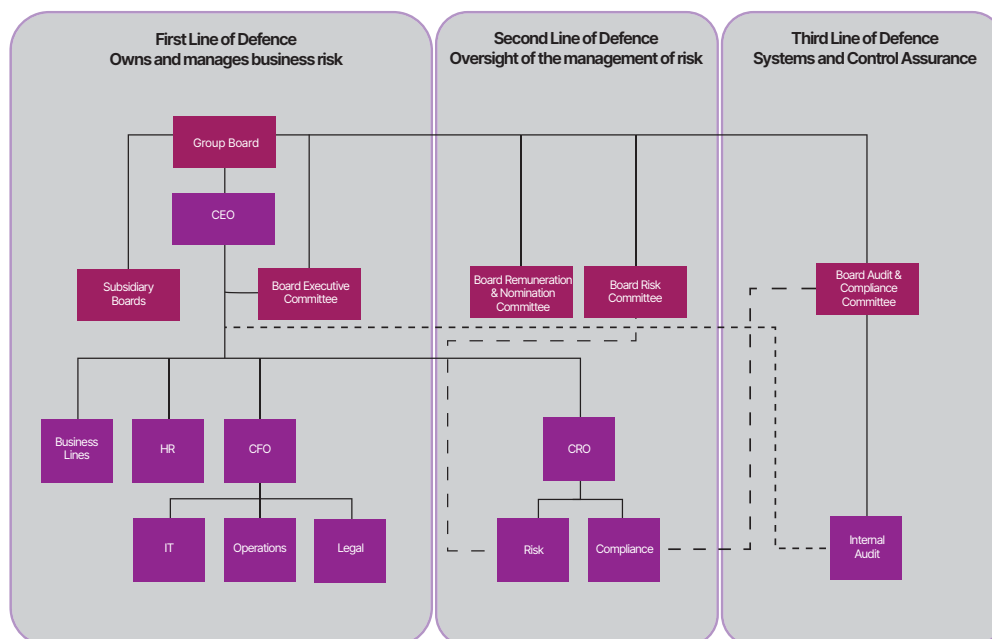 First Line of Defence
Owns and manages business risk
Second Line of Defence
Oversight of the management of risk
Third Line of Defence
Systems and Control Assurance
Group Board
CEO
Subsidiary
Boards
Board Executive
Committee
Board Remuneration
& Nomination
Committee
Board Risk
Committee
Board Audit &
Compliance
Committee
Business
Lines
HR
CFO
CRO
IT
Operations
Legal
Risk
Compliance
Internal
Audit